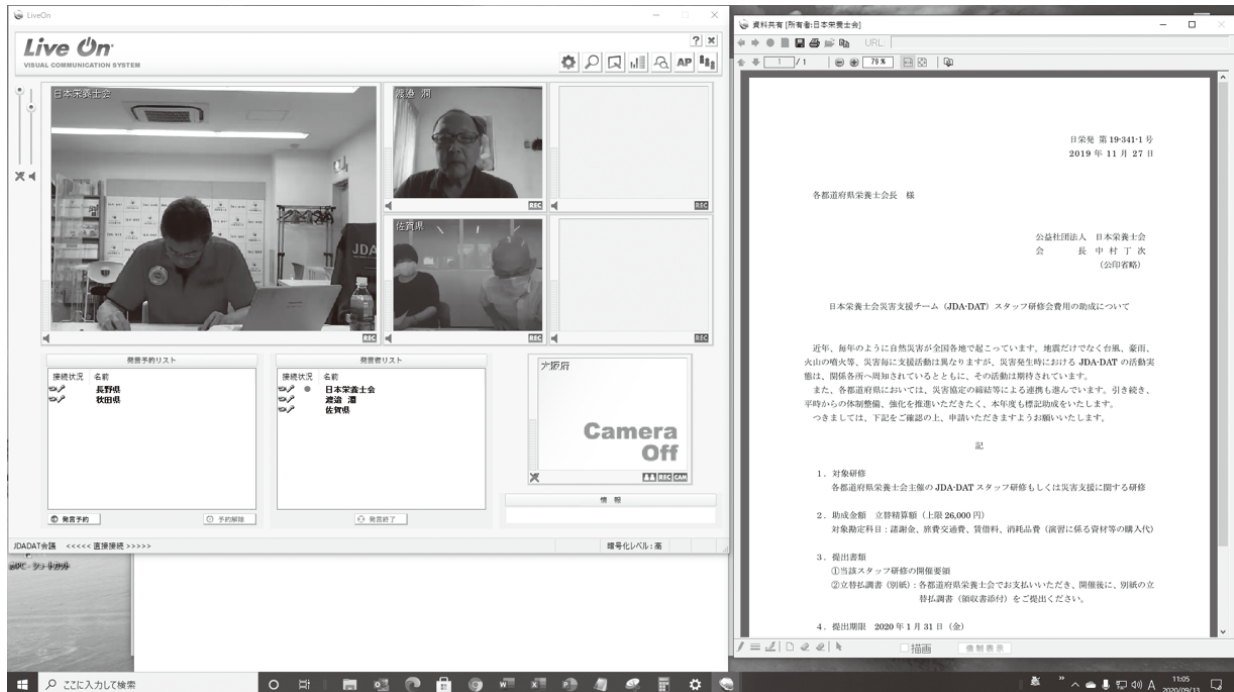 LiveOn
Live On
VISUAL COMMUNICATION SYSTEM
AP
日本栄養士会
渡邉 潤
REC
佐賀県
JDA
REC
REC
REC
REC
発言予約リスト
接続状況 名前
長野県
秋田県
発言予約
予約解除
発言者リスト
接続状況 名前
日本栄養士会
渡邉 潤
佐賀県
発言終了
大阪府
Camera
Off
REC CAM
情 報
JDADAT会議 <<<<< 直接接続 >>>>>
暗号化レベル : 高
資料共有 [所有者:日本栄養士会]
URL:
1 / 1
79%
日栄発 第 19-341-1 号
2019 年 11 月 27 日
各都道府県栄養士会長 様
公益社団法人 日本栄養士会
会 長 中 村 丁 次
(公印省略)
日本栄養士会災害支援チーム(JDA-DAT)スタッフ研修会費用の助成について
近年、毎年のように自然災害が全国各地で起こっています。地震だけでなく台風、豪雨、
火山の噴火等、災害毎に支援活動は異なりますが、災害発生時における JDA-DAT の活動実
態は、関係各所へ周知されているとともに、その活動は期待されています。
また、各都道府県においては、災害協定の締結等による連携も進んでいます。引き続き、
平時からの体制整備、強化を推進いただきたく、本年度も標記助成をいたします。
つきましては、下記をご確認の上、申請いただきますようお願いいたします。
記
1.対象研修
各都道府県栄養士会主催の JDA-DAT スタッフ研修もしくは災害支援に関する研修
2.助成金額 立替精算額(上限 26,000 円)
対象勘定科目:諸謝金、旅費交通費、賃借料、消耗品費(演習に係る資材等の購入代)
3.提出書類
①当該スタッフ研修の開催要領
②立替払調書(別紙):各都道府県栄養士会でお支払いいただき、開催後に、別紙の立
替払調書(領収書添付)をご提出ください。
4.提出期限 2020 年 1 月 31 日(金)
描画
強制表示
ここに入力して検索
A
11:05
2020/09/13